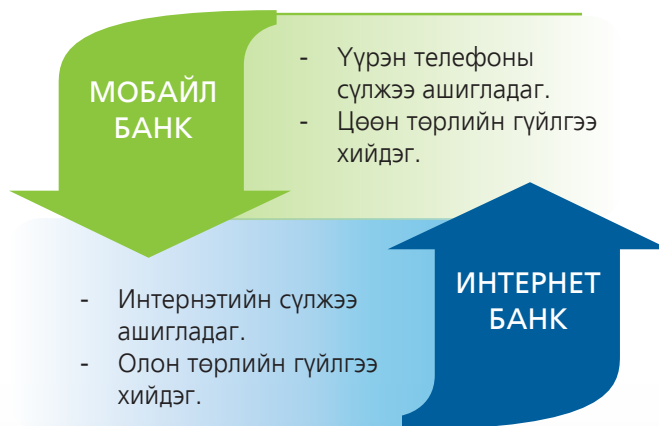 МОБАЙЛ
БАНК
- Үүрэн телефоны
сүлжээ ашигладаг.
- Цөөн төрлийн гүйлгээ
хийдэг.
- Интернэтийн сүлжээ
ашигладаг.
- Олон төрлийн гүйлгээ
хийдэг.
ИНТЕРНЕТ
БАНК